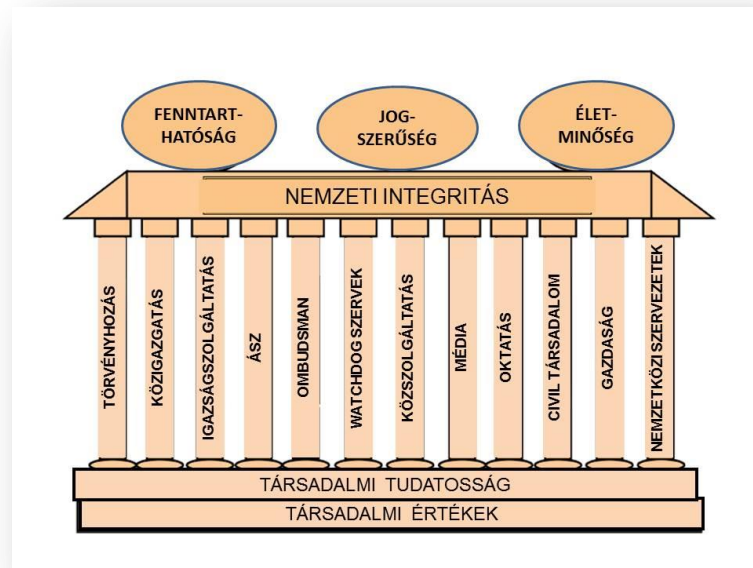 FENNTART-
HATÓSÁG
JOG-
SZERŰSÉG
ÉLET-
MINŐSÉG
NEMZETI INTEGRITÁS
TÖRVÉNYHOZÁS
KÖZIGAZGATÁS
IGAZSÁGSZOLGÁLTATÁS
ÁSZ
OMBUDSMAN
WATCHDOG SZERVEK
KÖZSZOLGÁLTATÁS
MÉDIA
OKTATÁS
CIVIL TÁRSADALOM
GAZDASÁG
NEMZETKÖZI SZERVEZETEK
TÁRSADALMI TUDATOSSÁG
TÁRSADALMI ÉRTÉKEK